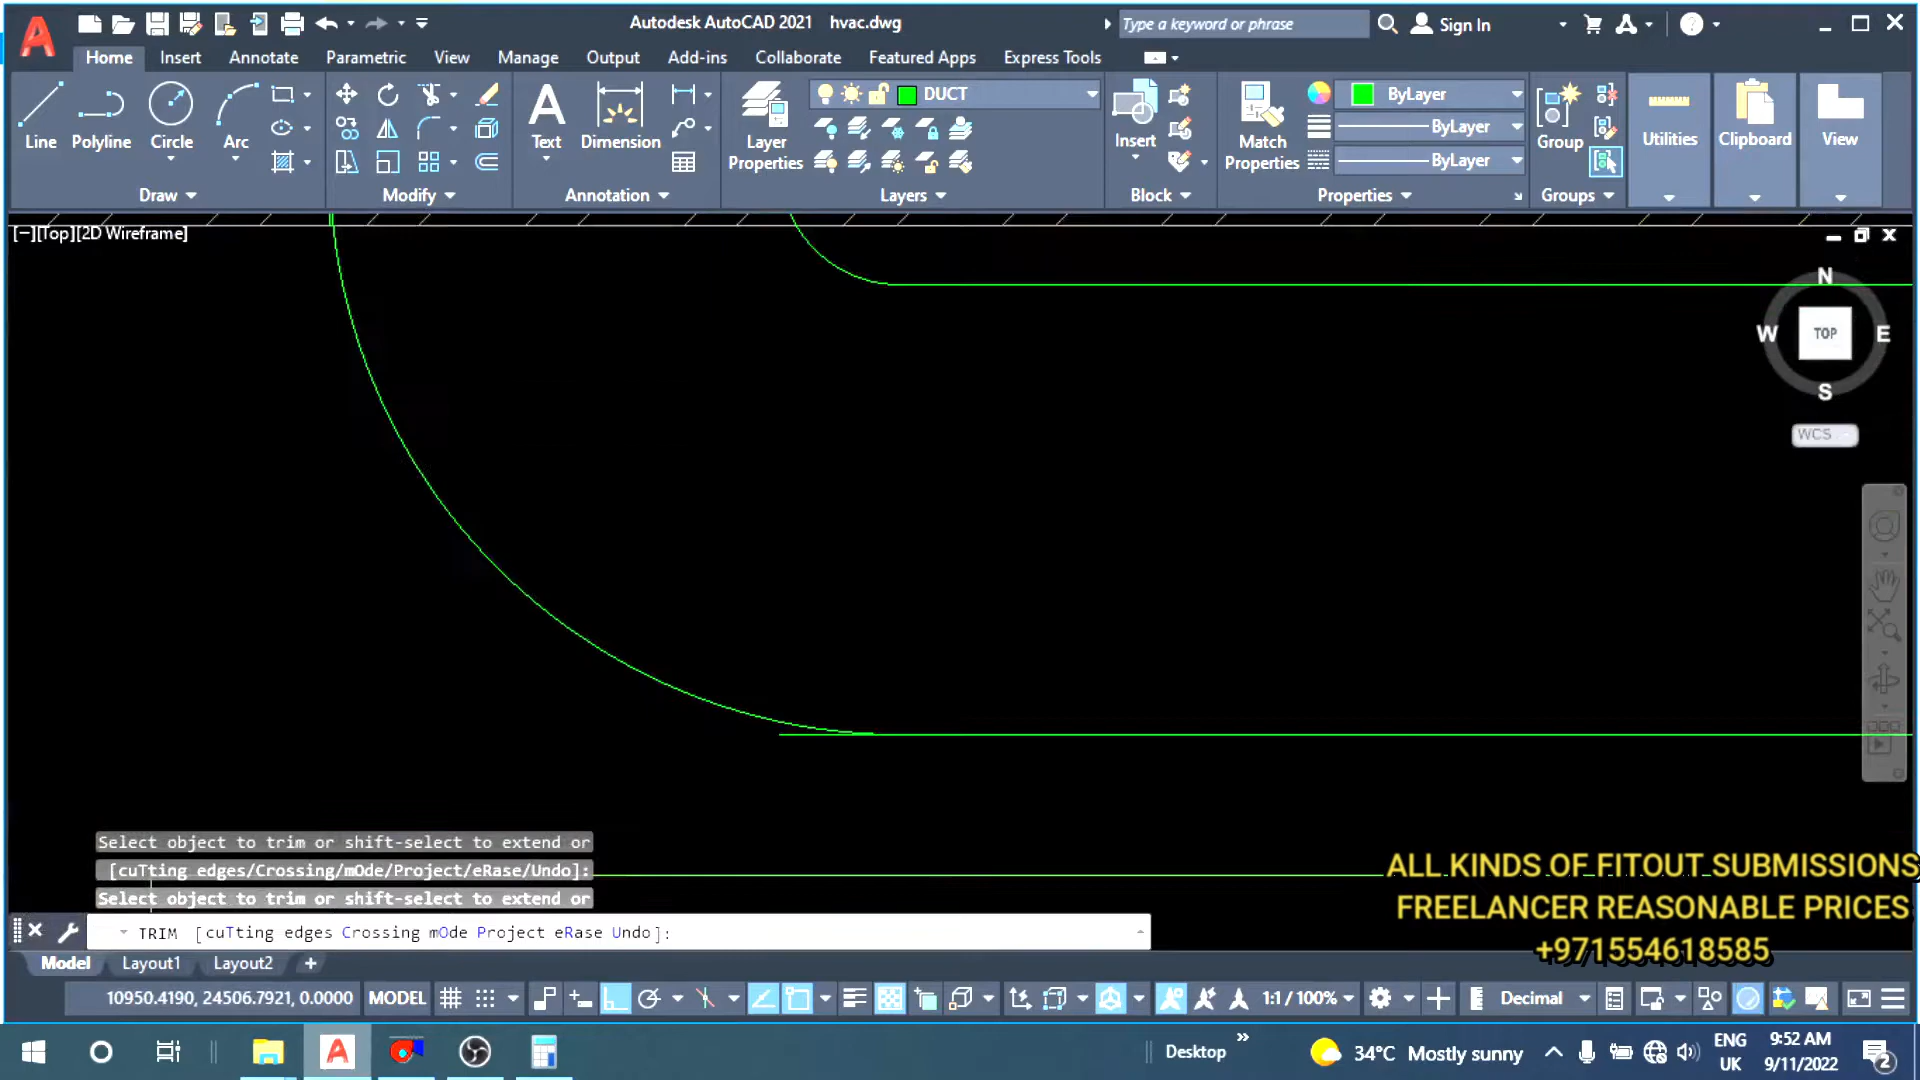 Autodesk AutoCAD 2021 hvac.dwg
Type a keyword or phrase
Sign In
Home Insert Annotate Parametric View Manage Output Add-ins Collaborate Featured Apps Express Tools
Line Polyline Circle Arc
Text Dimension
Layer Properties
DUCT
Insert
Match Properties
ByLayer
ByLayer
ByLayer
Group
Utilities
Clipboard
View
Draw Modify Annotation Layers Block Properties Groups
[−][Top][2D Wireframe]
N
W TOP E
S
WCS
Select object to trim or shift-select to extend or
[cuTting edges/Crossing/mOde/Project/eRase/Undo]:
Select object to trim or shift-select to extend or
TRIM [cuTting edges Crossing mOde Project eRase Undo]:
ALL KINDS OF FITOUT SUBMISSIONS
FREELANCER REASONABLE PRICES
+971554618585
Model Layout1 Layout2 +
10950.4190, 24506.7921, 0.0000 MODEL 1:1 / 100% Decimal
Desktop
34°C Mostly sunny
ENG
UK
9:52 AM
9/11/2022
2